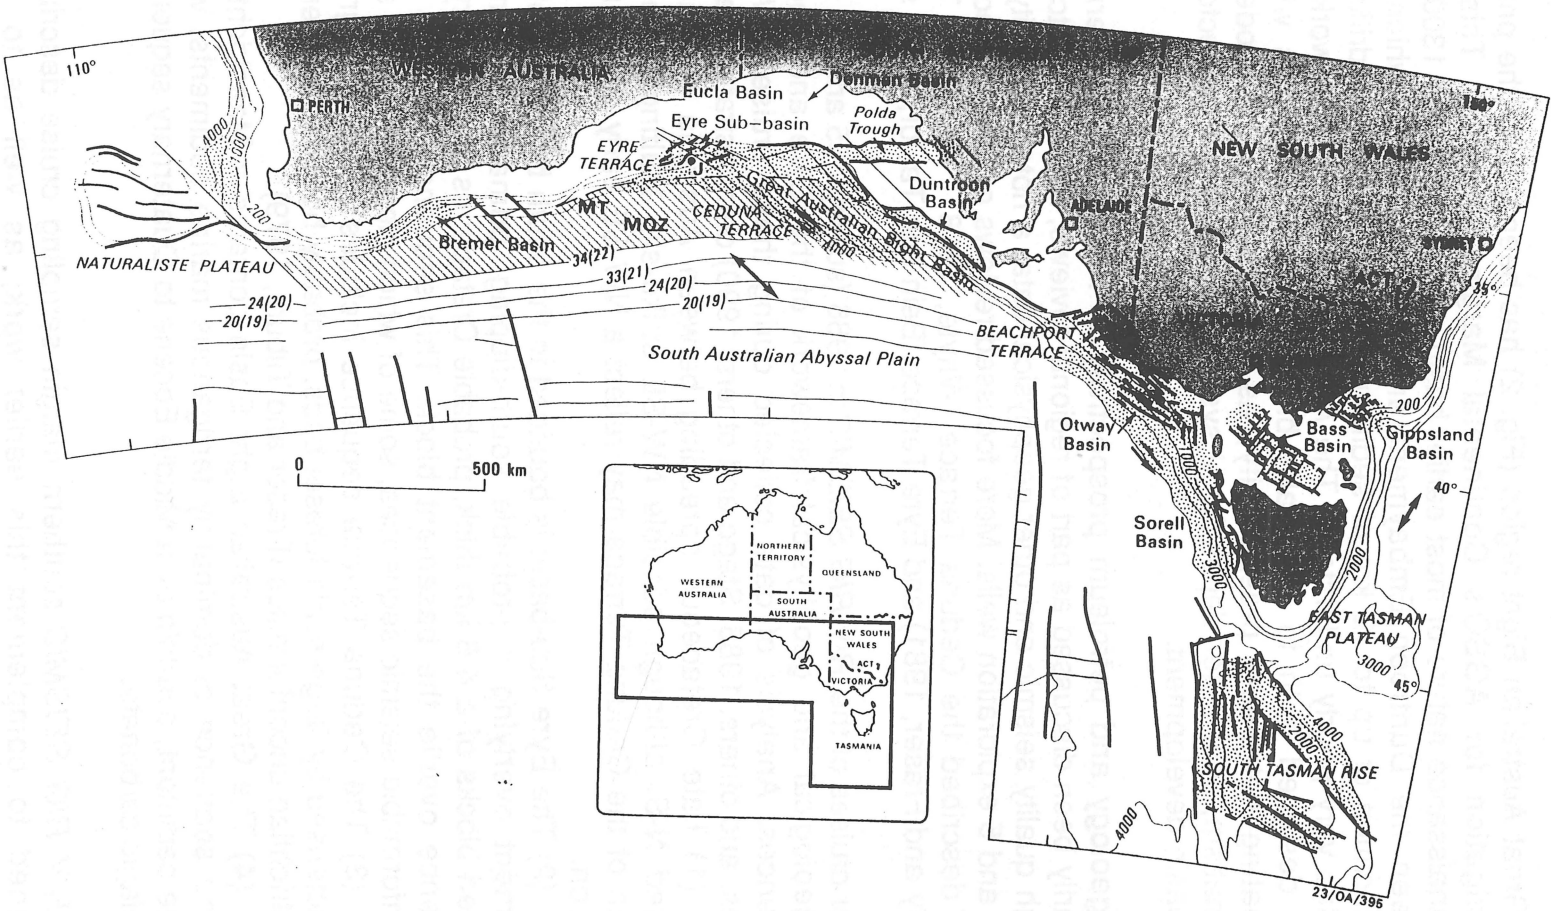 110°
WESTERN AUSTRALIA
PERTH
4000
1000
200
Eucla Basin
Denman Basin
Eyre Sub-basin
Polda
Trough
EYRE
TERRACE
J
150°
NEW SOUTH WALES
Duntroon
Basin
ADELAIDE
SYDNEY
ACT
35°
VICTORIA
MT
MQZ
CEDUNA
TERRACE
Great Australian Bight Basin
4000
Bremer Basin
NATURALISTE PLATEAU
34(22)
33(21)
24(20)
20(19)
24(20)
20(19)
South Australian Abyssal Plain
BEACHPORT
TERRACE
Otway
Basin
1000
Bass
Basin
200
Gippsland
Basin
40°
0
500 km
Sorell
Basin
3000
2000
EAST TASMAN
PLATEAU
3000
45°
4000
2000
SOUTH TASMAN RISE
4000
23/OA/395
NORTHERN
TERRITORY
QUEENSLAND
WESTERN
AUSTRALIA
SOUTH
AUSTRALIA
NEW SOUTH
WALES
ACT
VICTORIA
TASMANIA